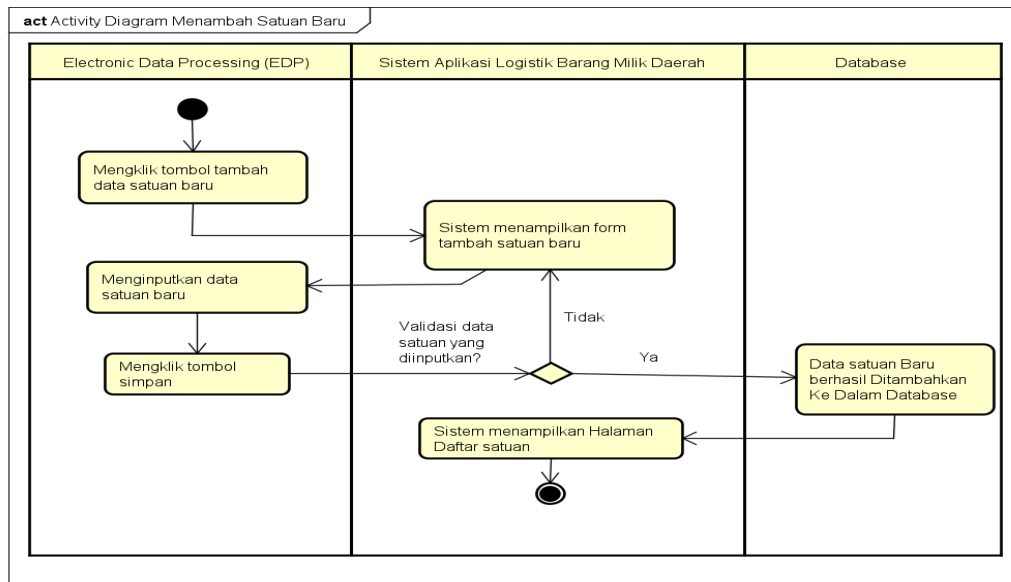 act Activity Diagram Menambah Satuan Baru
Electronic Data Processing (EDP)
Sistem Aplikasi Logistik Barang Milik Daerah
Database
Mengklik tombol tambah
data satuan baru
Sistem menampilkan form
tambah satuan baru
Menginputkan data
satuan baru
Mengklik tombol
simpan
Validasi data
satuan yang
diinputkan?
Tidak
Ya
Data satuan Baru
berhasil Ditambahkan
Ke Dalam Database
Sistem menampilkan Halaman
Daftar satuan